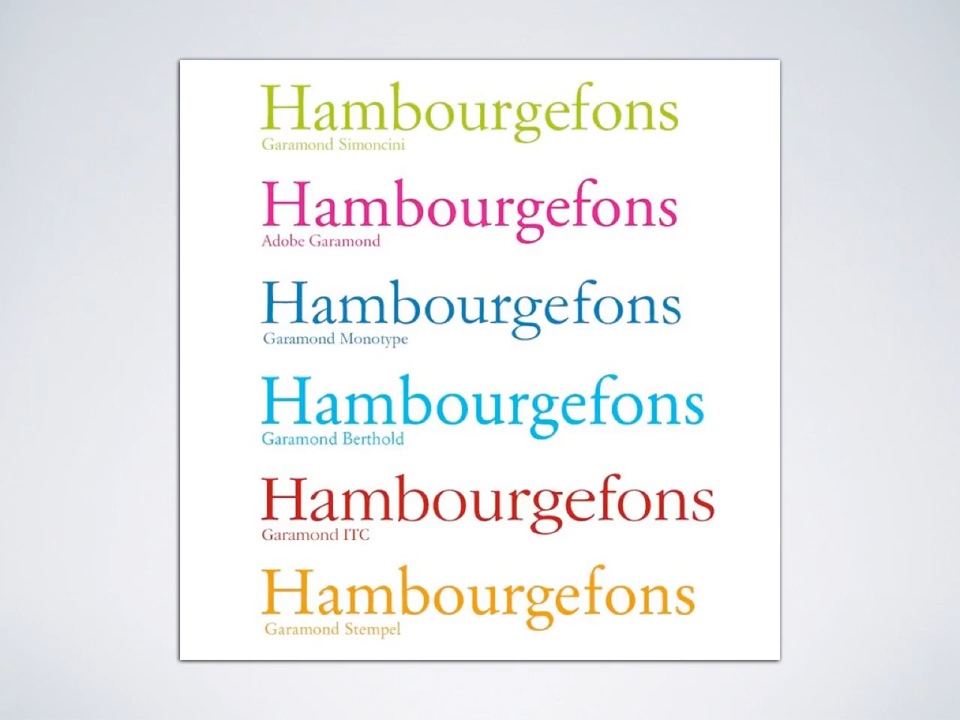 Hambourgefons
Garamond Simoncini
Hambourgefons
Adobe Garamond
Hambourgefons
Garamond Monotype
Hambourgefons
Garamond Berthold
Hambourgefons
Garamond ITC
Hambourgefons
Garamond Stempel